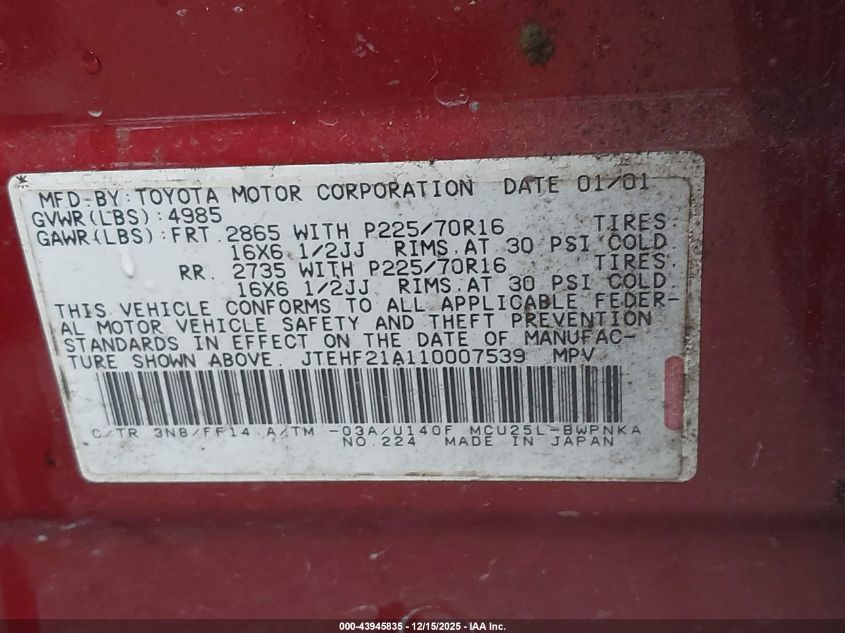 MFD-BY:TOYOTA MOTOR CORPORATION DATE 01/01
GVWR(LBS):4985
GAWR(LBS):FRT.2865 WITH P225/70R16 TIRES
16X6 1/2JJ RIMS.AT 30 PSI COLD
RR. 2735 WITH P225/70R16 TIRES
16X6 1/2JJ RIMS.AT 30 PSI COLD
THIS VEHICLE CONFORMS TO ALL APPLICABLE FEDER-
AL MOTOR VEHICLE SAFETY AND THEFT PREVENTION
STANDARDS IN EFFECT ON THE DATE OF MANUFAC-
TURE SHOWN ABOVE. JTEHF21A110007539 MPV
C/TR 3N8/FF14 A/TM -03A/U140F MCU25L-BWPNKA
NO.224 MADE IN JAPAN
000-43945835 - 12/15/2025 - IAA Inc.